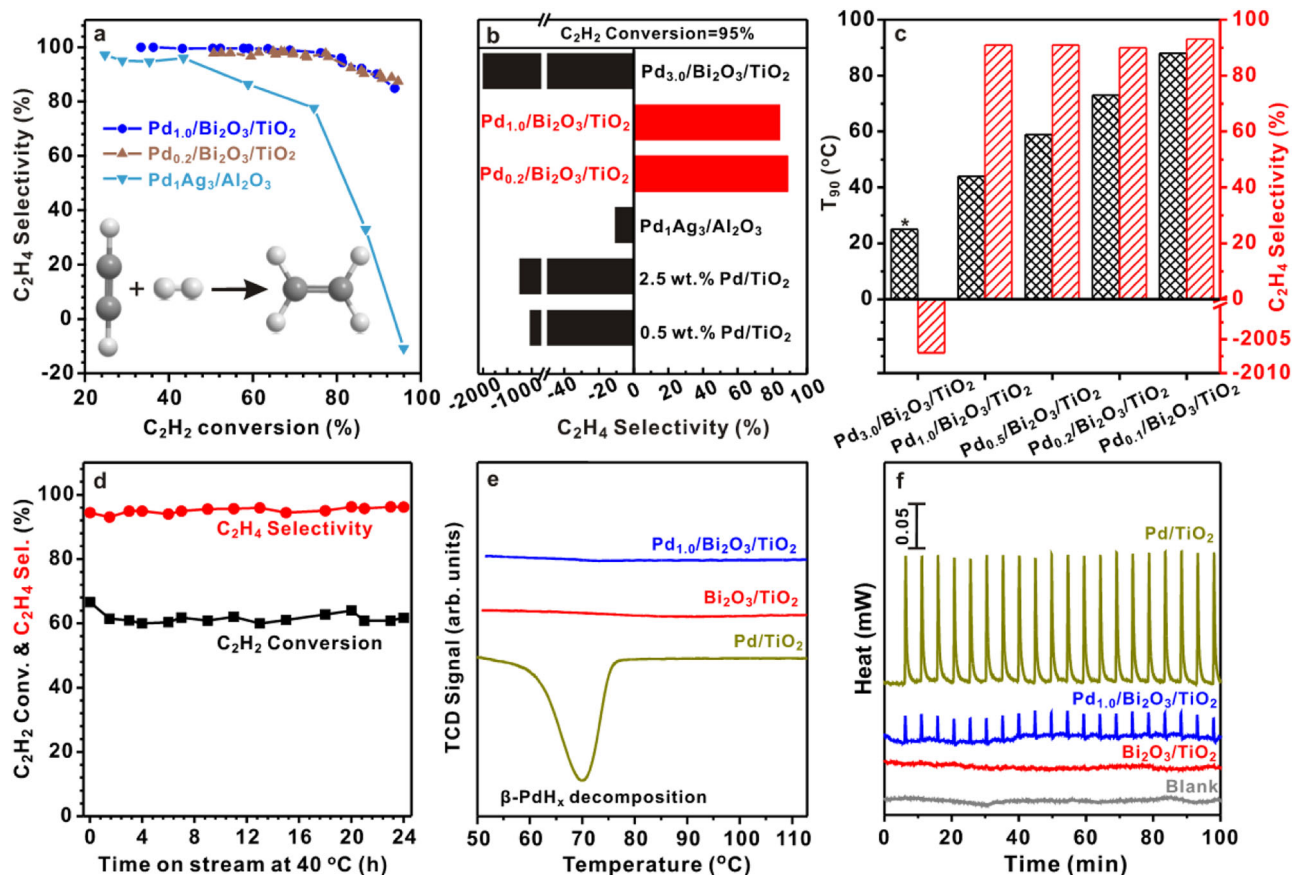 a
C₂H₄ Selectivity (%)
100
80
60
40
20
0
-20
Pd₁.₀/Bi₂O₃/TiO₂
Pd₀.₂/Bi₂O₃/TiO₂
Pd₁Ag₃/Al₂O₃
+
20 40 60 80 100
C₂H₂ conversion (%)
b
C₂H₂ Conversion=95%
Pd₃.₀/Bi₂O₃/TiO₂
Pd₁.₀/Bi₂O₃/TiO₂
Pd₀.₂/Bi₂O₃/TiO₂
Pd₁Ag₃/Al₂O₃
2.5 wt.% Pd/TiO₂
0.5 wt.% Pd/TiO₂
-2000 -1000 -40 -20 0 20 40 60 80 100
C₂H₄ Selectivity (%)
c
T₉₀ (°C)
100
80
60
40
20
0
*
100
90
80
70
60
50
40
30
20
10
0
-2005
-2010
C₂H₄ Selectivity (%)
Pd₃.₀/Bi₂O₃/TiO₂
Pd₁.₀/Bi₂O₃/TiO₂
Pd₀.₅/Bi₂O₃/TiO₂
Pd₀.₂/Bi₂O₃/TiO₂
Pd₀.₁/Bi₂O₃/TiO₂
d
C₂H₂ Conv. & C₂H₄ Sel. (%)
100
80
60
40
20
0
C₂H₄ Selectivity
C₂H₂ Conversion
0 4 8 12 16 20 24
Time on stream at 40 °C (h)
e
TCD Signal (arb. units)
Pd₁.₀/Bi₂O₃/TiO₂
Bi₂O₃/TiO₂
Pd/TiO₂
β-PdHₓ decomposition
50 60 70 80 90 100 110
Temperature (°C)
f
Heat (mW)
0.05
Pd/TiO₂
Pd₁.₀/Bi₂O₃/TiO₂
Bi₂O₃/TiO₂
Blank
0 20 40 60 80 100
Time (min)